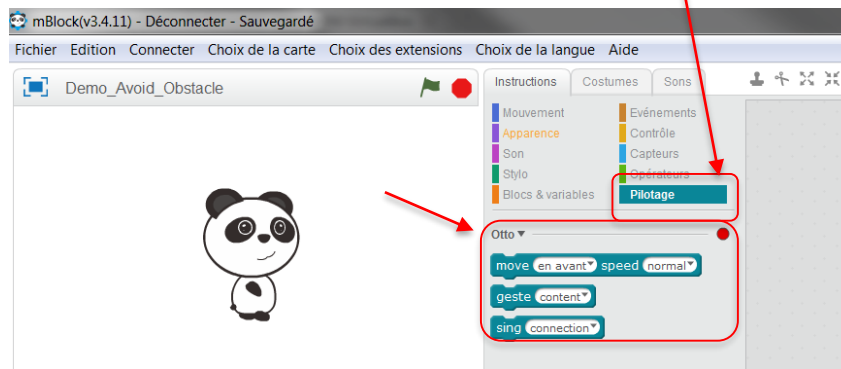 mBlock(v3.4.11) - Déconnecter - Sauvegardé
Fichier Edition Connecter Choix de la carte Choix des extensions Choix de la langue Aide
Demo_Avoid_Obstacle
Instructions Costumes Sons
Mouvement Evénements
Apparence Contrôle
Son Capteurs
Stylo Opérateurs
Blocs & variables Pilotage
Otto
move en avant speed normal
geste content
sing connection